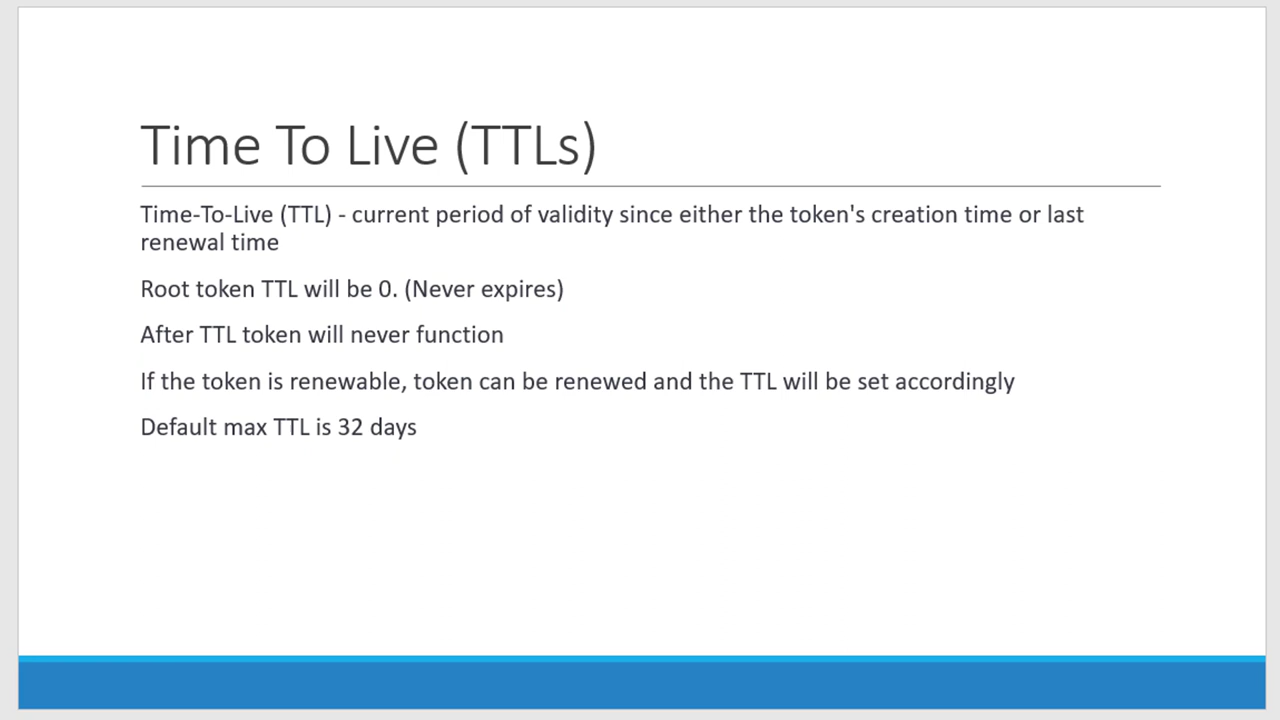 Time To Live (TTLs)
Time-To-Live (TTL) - current period of validity since either the token's creation time or last
renewal time
Root token TTL will be 0. (Never expires)
After TTL token will never function
If the token is renewable, token can be renewed and the TTL will be set accordingly
Default max TTL is 32 days